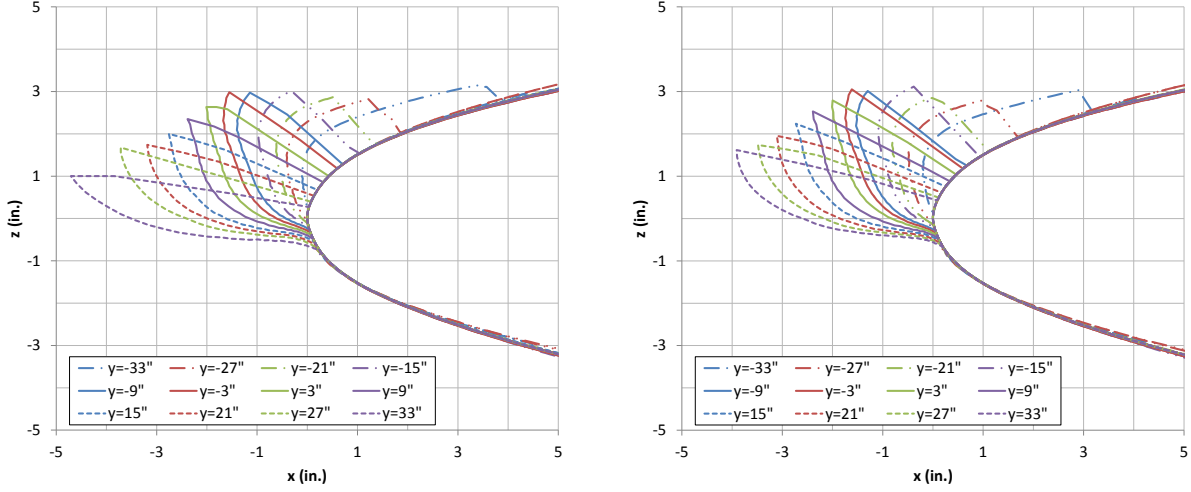 5
3
1
-1
-3
-5
z (in.)
y=-33" y=-27" y=-21" y=-15"
y=-9" y=-3" y=3" y=9"
y=15" y=21" y=27" y=33"
-5 -3 -1 1 3 5
x (in.)
5
3
1
-1
-3
-5
z (in.)
y=-33" y=-27" y=-21" y=-15"
y=-9" y=-3" y=3" y=9"
y=15" y=21" y=27" y=33"
-5 -3 -1 1 3 5
x (in.)